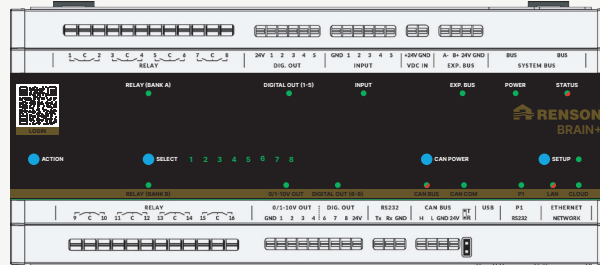 1 C 2 3 C 4 5 C 6 7 C 8 24V 1 2 3 4 5 GND 1 2 3 4 5 +24V GND A- B+ 24V GND BUS BUS
RELAY DIG. OUT INPUT VDC IN EXP. BUS SYSTEM BUS
RELAY (BANK A) DIGITAL OUT (1-5) INPUT EXP. BUS POWER STATUS
RENSON
LOGIN BRAIN+
ACTION SELECT 1 2 3 4 5 6 7 8 CAN POWER SETUP
RELAY (BANK B) 0/1-10V OUT DIGITAL OUT (6-8) CAN BUS CAN COM P1 LAN CLOUD
RELAY 0/1-10V OUT DIG. OUT RS232 CAN BUS RT HR USB P1 ETHERNET
9 C 10 11 C 12 13 C 14 15 C 16 GND 1 2 3 4 6 7 8 24V Tx Rx GND H L GND 24V RS232 NETWORK